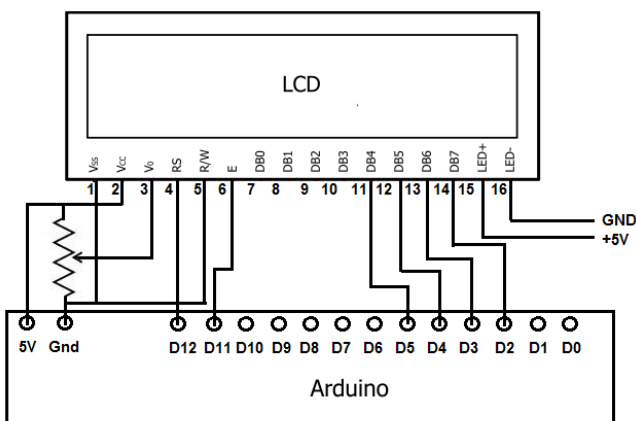 LCD
Vss Vcc Vo RS R/W E DB0 DB1 DB2 DB3 DB4 DB5 DB6 DB7 LED+ LED-
1 2 3 4 5 6 7 8 9 10 11 12 13 14 15 16
GND
+5V
5V Gnd D12 D11 D10 D9 D8 D7 D6 D5 D4 D3 D2 D1 D0
Arduino